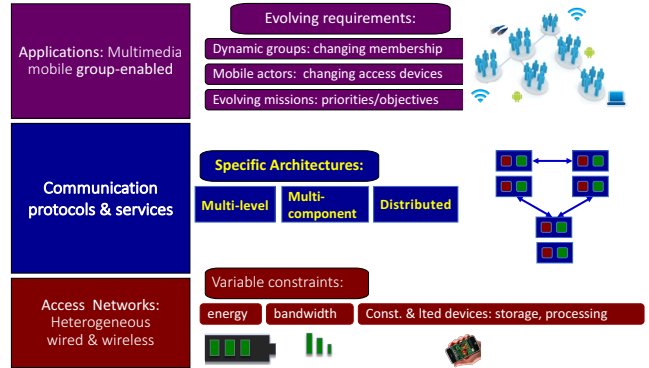 Applications: Multimedia
mobile group-enabled
Evolving requirements:
Dynamic groups: changing membership
Mobile actors: changing access devices
Evolving missions: priorities/objectives
Communication
protocols & services
Specific Architectures:
Multi-level
Multi-
component
Distributed
Access Networks:
Heterogeneous
wired & wireless
Variable constraints:
energy
bandwidth
Const. & lted devices: storage, processing